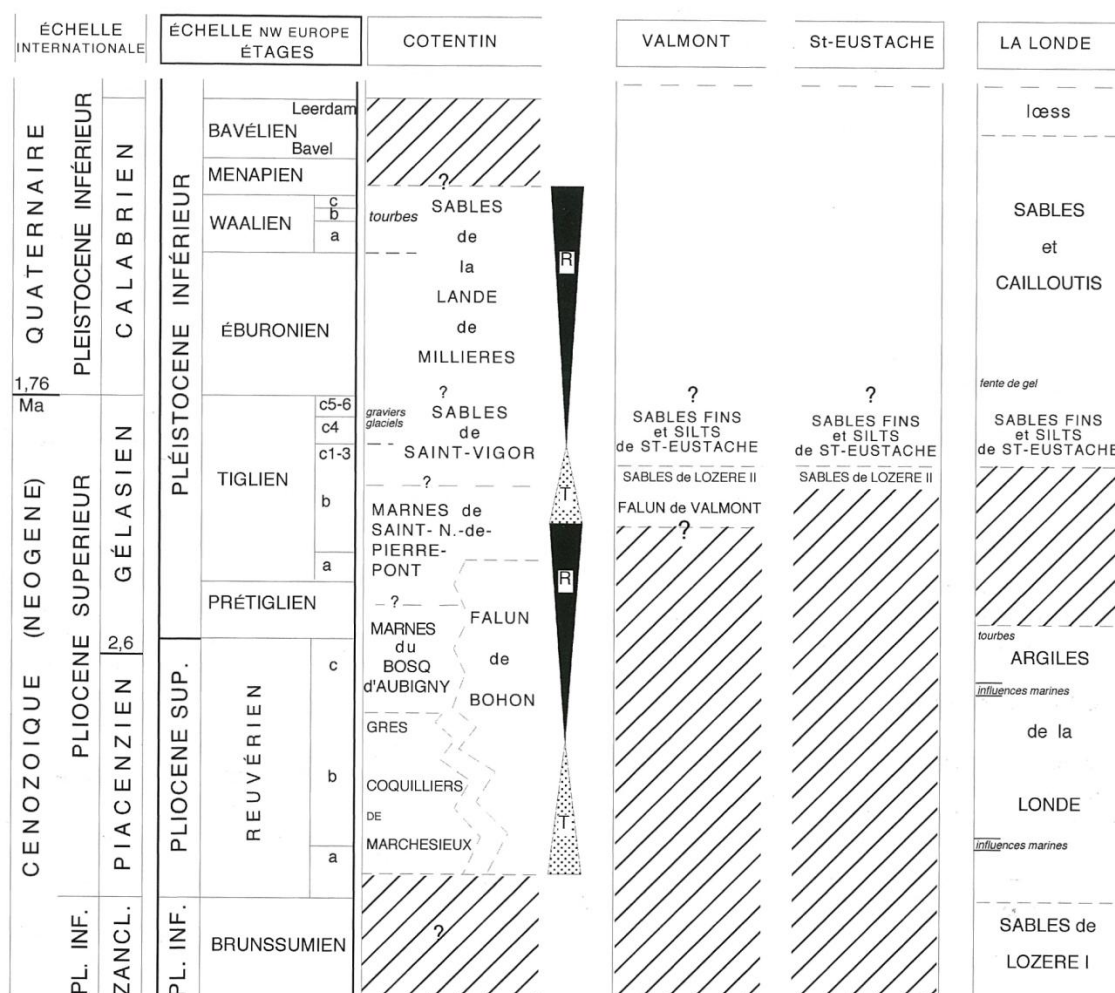 ÉCHELLE
INTERNATIONALE
ÉCHELLE NW EUROPE
ÉTAGES
COTENTIN
VALMONT
St-EUSTACHE
LA LONDE
CENOZOIQUE (NEOGENE)
QUATERNAIRE
1,76
Ma
PLEISTOCENE INFÉRIEUR
PLIOCENE SUPERIEUR
PL. INF.
CALABRIEN
GÉLASIEN
2,6
PIACENZIEN
ZANCL.
PLÉISTOCENE INFÉRIEUR
PLIOCENE SUP.
PL. INF.
Leerdam
BAVÉLIEN
Bavel
MENAPIEN
WAALIEN
c
b
a
ÉBURONIEN
TIGLIEN
c5-6
c4
c1-3
b
a
PRÉTIGLIEN
REUVÉRIEN
c
b
a
BRUNSSUMIEN
?
tourbes
SABLES
de
la
LANDE
de
MILLIERES
?
graviers
glaciels
SABLES
de
SAINT-VIGOR
?
MARNES de
SAINT- N.-de-
PIERRE-
PONT
?
MARNES
du
BOSQ
d'AUBIGNY
FALUN
de
BOHON
GRES
COQUILLIERS
DE
MARCHESIEUX
?
R
T
R
T
?
SABLES FINS
et SILTS
de ST-EUSTACHE
SABLES de LOZERE II
FALUN de VALMONT
?
?
SABLES FINS
et SILTS
de ST-EUSTACHE
SABLES de LOZERE II
lœss
SABLES
et
CAILLOUTIS
fente de gel
SABLES FINS
et SILTS
de ST-EUSTACHE
tourbes
ARGILES
influences marines
de la
LONDE
influences marines
SABLES de
LOZERE I